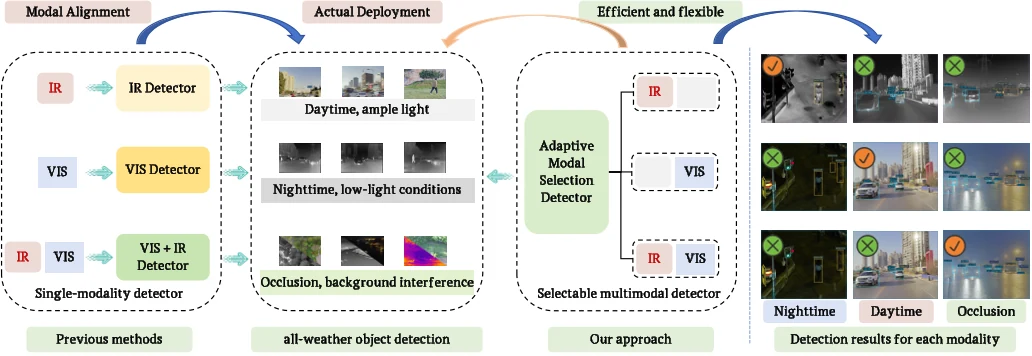 Modal Alignment
Actual Deployment
Efficient and flexible
IR
IR Detector
VIS
VIS Detector
IR
VIS
VIS + IR
Detector
Single-modality detector
Daytime, ample light
Nighttime, low-light conditions
Occlusion, background interference
Adaptive
Modal
Selection
Detector
IR
VIS
IR
VIS
Selectable multimodal detector
Nighttime
Daytime
Occlusion
Previous methods
all-weather object detection
Our approach
Detection results for each modality